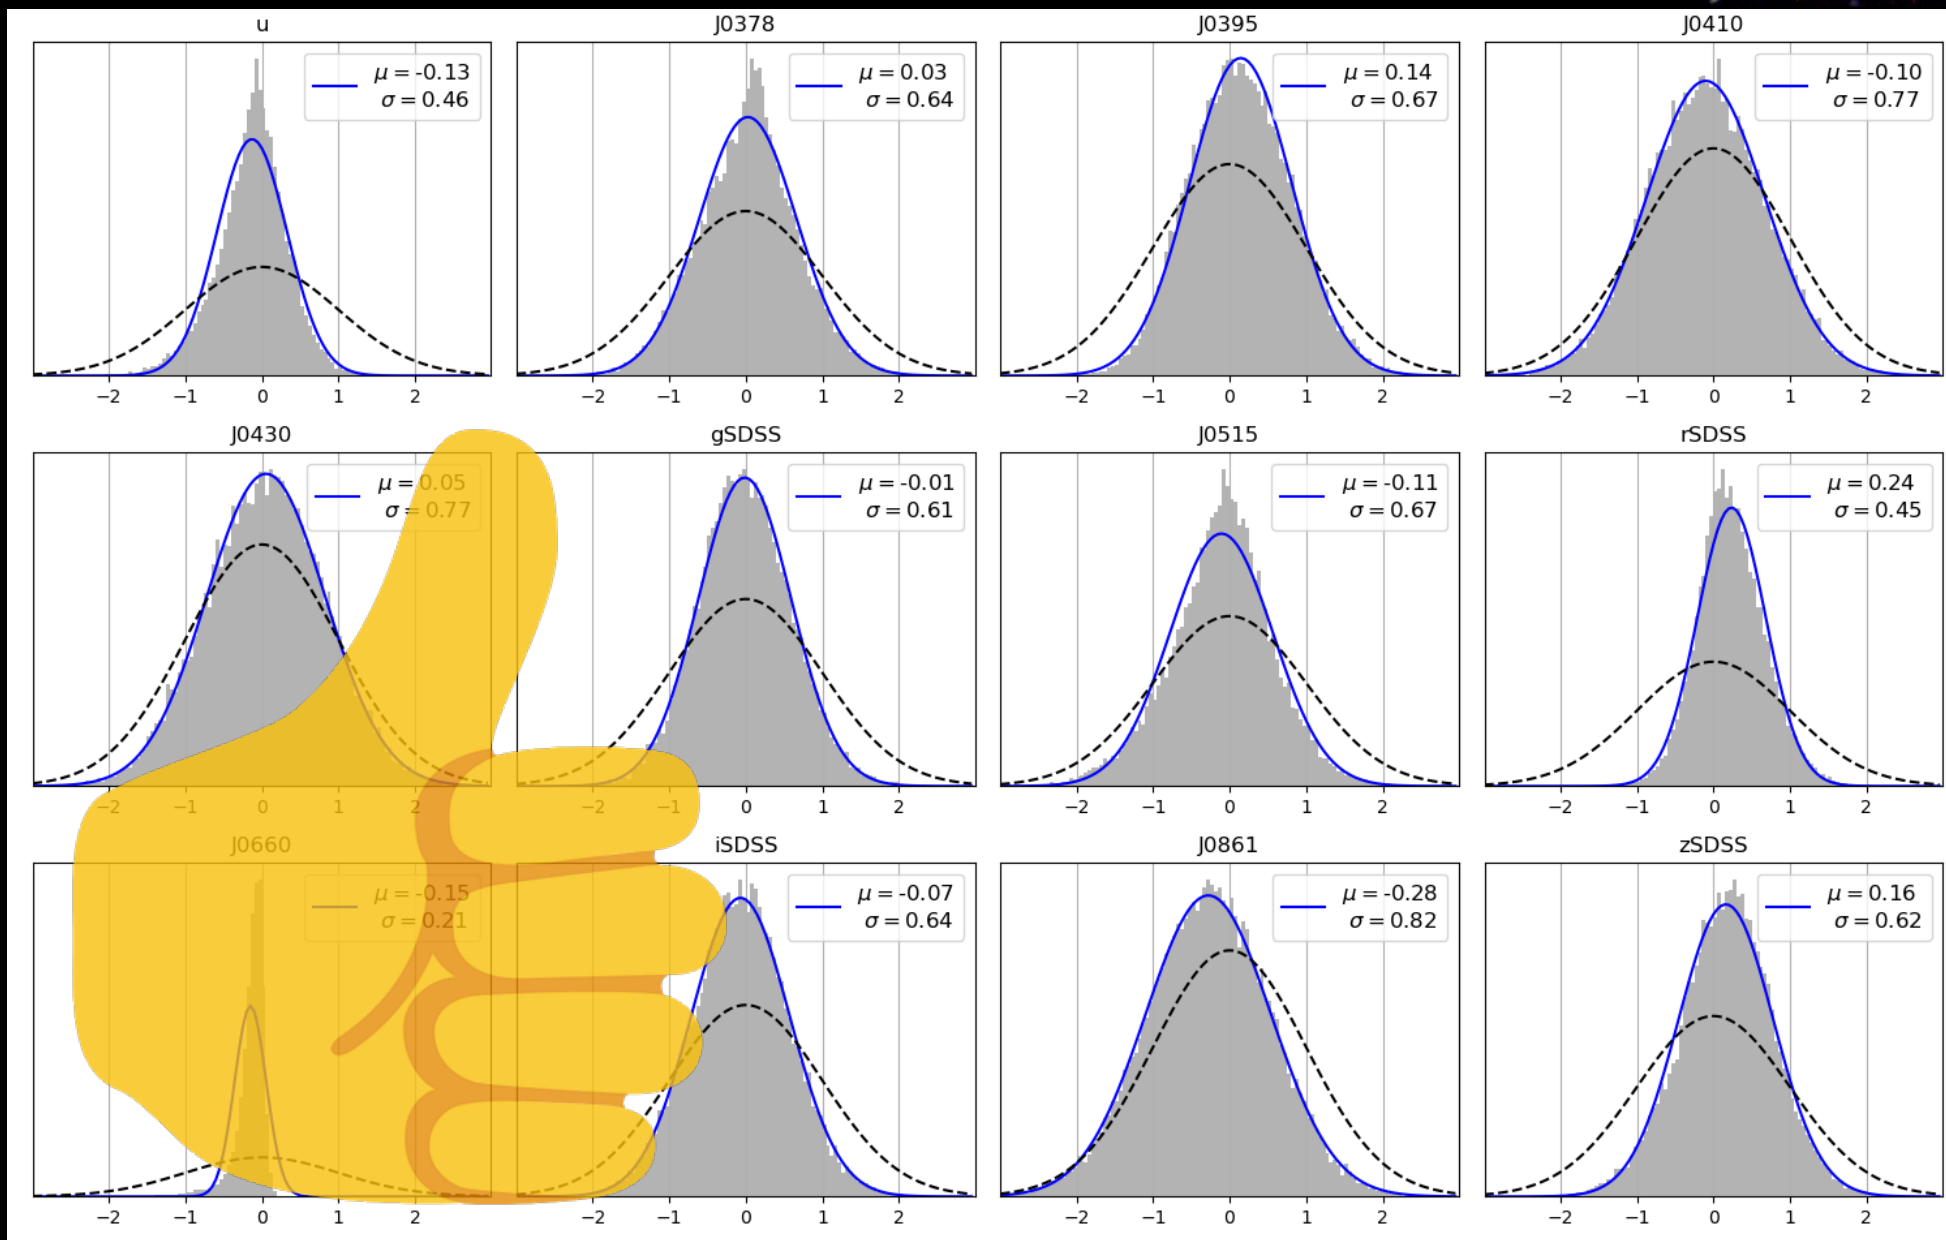 u
μ = -0.13
σ = 0.46
−2 −1 0 1 2
J0378
μ = 0.03
σ = 0.64
−2 −1 0 1 2
J0395
μ = 0.14
σ = 0.67
−2 −1 0 1 2
J0410
μ = -0.10
σ = 0.77
−2 −1 0 1 2
J0430
μ = 0.05
σ = 0.77
−2 −1 0 1 2
gSDSS
μ = -0.01
σ = 0.61
−2 −1 0 1 2
J0515
μ = -0.11
σ = 0.67
−2 −1 0 1 2
rSDSS
μ = 0.24
σ = 0.45
−2 −1 0 1 2
J0660
μ = -0.15
σ = 0.21
−2 −1 0 1 2
iSDSS
μ = -0.07
σ = 0.64
−2 −1 0 1 2
J0861
μ = -0.28
σ = 0.82
−2 −1 0 1 2
zSDSS
μ = 0.16
σ = 0.62
−2 −1 0 1 2